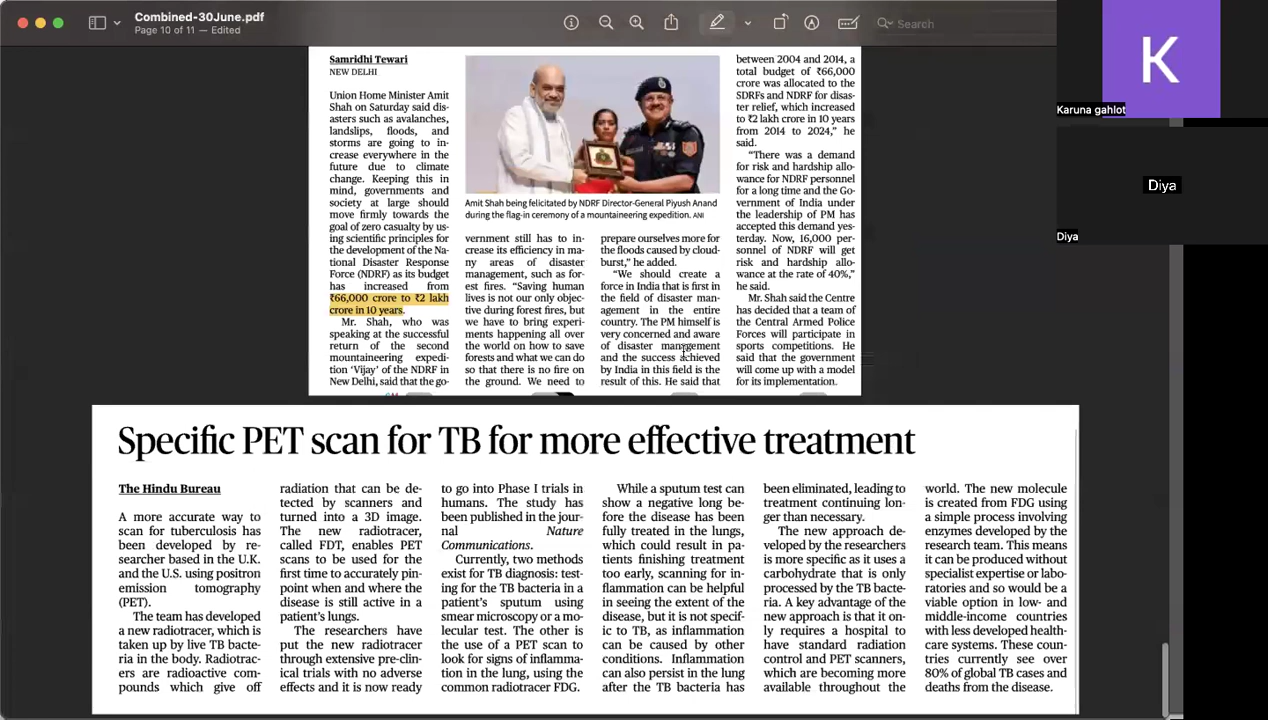 Combined-30June.pdf
Page 10 of 11 — Edited
Search
K
Karuna gahlot
Diya
Diya
Samridhi Tewari
NEW DELHI
Union Home Minister Amit
Shah on Saturday said dis-
asters such as avalanches,
landslips, floods, and
storms are going to in-
crease everywhere in the
future due to climate
change. Keeping this in
mind, governments and
society at large should
move firmly towards the
goal of zero casualty by us-
ing scientific principles for
the development of the Na-
tional Disaster Response
Force (NDRF) as its budget
has increased from
₹66,000 crore to ₹2 lakh
crore in 10 years.
Mr. Shah, who was
speaking at the successful
return of the second
mountaineering expedi-
tion ‘Vijay’ of the NDRF in
New Delhi, said that the go-
Amit Shah being felicitated by NDRF Director-General Piyush Anand
during the flag-in ceremony of a mountaineering expedition. ANI
vernment still has to in-
crease its efficiency in ma-
ny areas of disaster
management, such as for-
est fires. “Saving human
lives is not our only objec-
tive during forest fires, but
we have to bring experi-
ments happening all over
the world on how to save
forests and what we can do
so that there is no fire on
the ground. We need to
prepare ourselves more for
the floods caused by cloud-
burst,” he added.
“We should create a
force in India that is first in
the field of disaster man-
agement in the entire
country. The PM himself is
very concerned and aware
of disaster management
and the success achieved
by India in this field is the
result of this. He said that
between 2004 and 2014, a
total budget of ₹66,000
crore was allocated to the
SDRFs and NDRF for disas-
ter relief, which increased
to ₹2 lakh crore in 10 years
from 2014 to 2024,” he
said.
“There was a demand
for risk and hardship allo-
wance for NDRF personnel
for a long time and the Go-
vernment of India under
the leadership of PM has
accepted this demand yes-
terday. Now, 16,000 per-
sonnel of NDRF will get
risk and hardship allo-
wance at the rate of 40%,”
he said.
Mr. Shah said the Centre
has decided that a team of
the Central Armed Police
Forces will participate in
sports competitions. He
said that the government
will come up with a model
for its implementation.
Specific PET scan for TB for more effective treatment
The Hindu Bureau
A more accurate way to
scan for tuberculosis has
been developed by re-
searcher based in the U.K.
and the U.S. using positron
emission tomography
(PET).
The team has developed
a new radiotracer, which is
taken up by live TB bacte-
ria in the body. Radiotrac-
ers are radioactive com-
pounds which give off
radiation that can be de-
tected by scanners and
turned into a 3D image.
The new radiotracer,
called FDT, enables PET
scans to be used for the
first time to accurately pin-
point when and where the
disease is still active in a
patient’s lungs.
The researchers have
put the new radiotracer
through extensive pre-clin-
ical trials with no adverse
effects and it is now ready
to go into Phase I trials in
humans. The study has
been published in the jour-
nal Nature
Communications.
Currently, two methods
exist for TB diagnosis: test-
ing for the TB bacteria in a
patient’s sputum using
smear microscopy or a mo-
lecular test. The other is
the use of a PET scan to
look for signs of inflamma-
tion in the lung, using the
common radiotracer FDG.
While a sputum test can
show a negative long be-
fore the disease has been
fully treated in the lungs,
which could result in pa-
tients finishing treatment
too early, scanning for in-
flammation can be helpful
in seeing the extent of the
disease, but it is not specif-
ic to TB, as inflammation
can be caused by other
conditions. Inflammation
can also persist in the lung
after the TB bacteria has
been eliminated, leading to
treatment continuing lon-
ger than necessary.
The new approach de-
veloped by the researchers
is more specific as it uses a
carbohydrate that is only
processed by the TB bacte-
ria. A key advantage of the
new approach is that it on-
ly requires a hospital to
have standard radiation
control and PET scanners,
which are becoming more
available throughout the
world. The new molecule
is created from FDG using
a simple process involving
enzymes developed by the
research team. This means
it can be produced without
specialist expertise or labo-
ratories and so would be a
viable option in low- and
middle-income countries
with less developed health-
care systems. These coun-
tries currently see over
80% of global TB cases and
deaths from the disease.